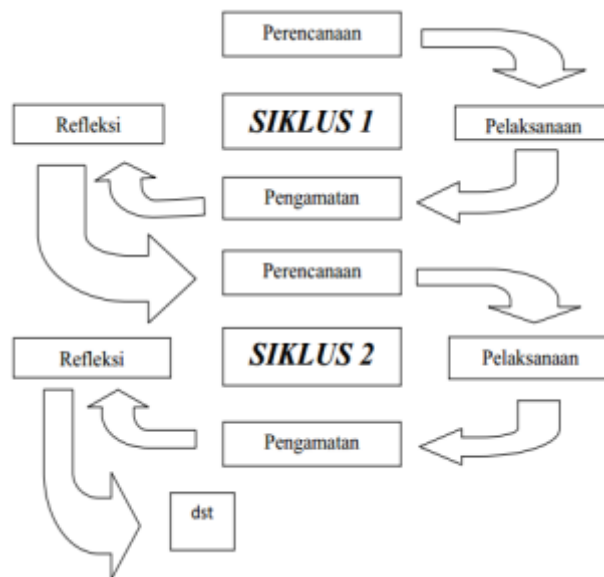 Perencanaan
Refleksi
SIKLUS 1
Pelaksanaan
Pengamatan
Perencanaan
Refleksi
SIKLUS 2
Pelaksanaan
Pengamatan
dst